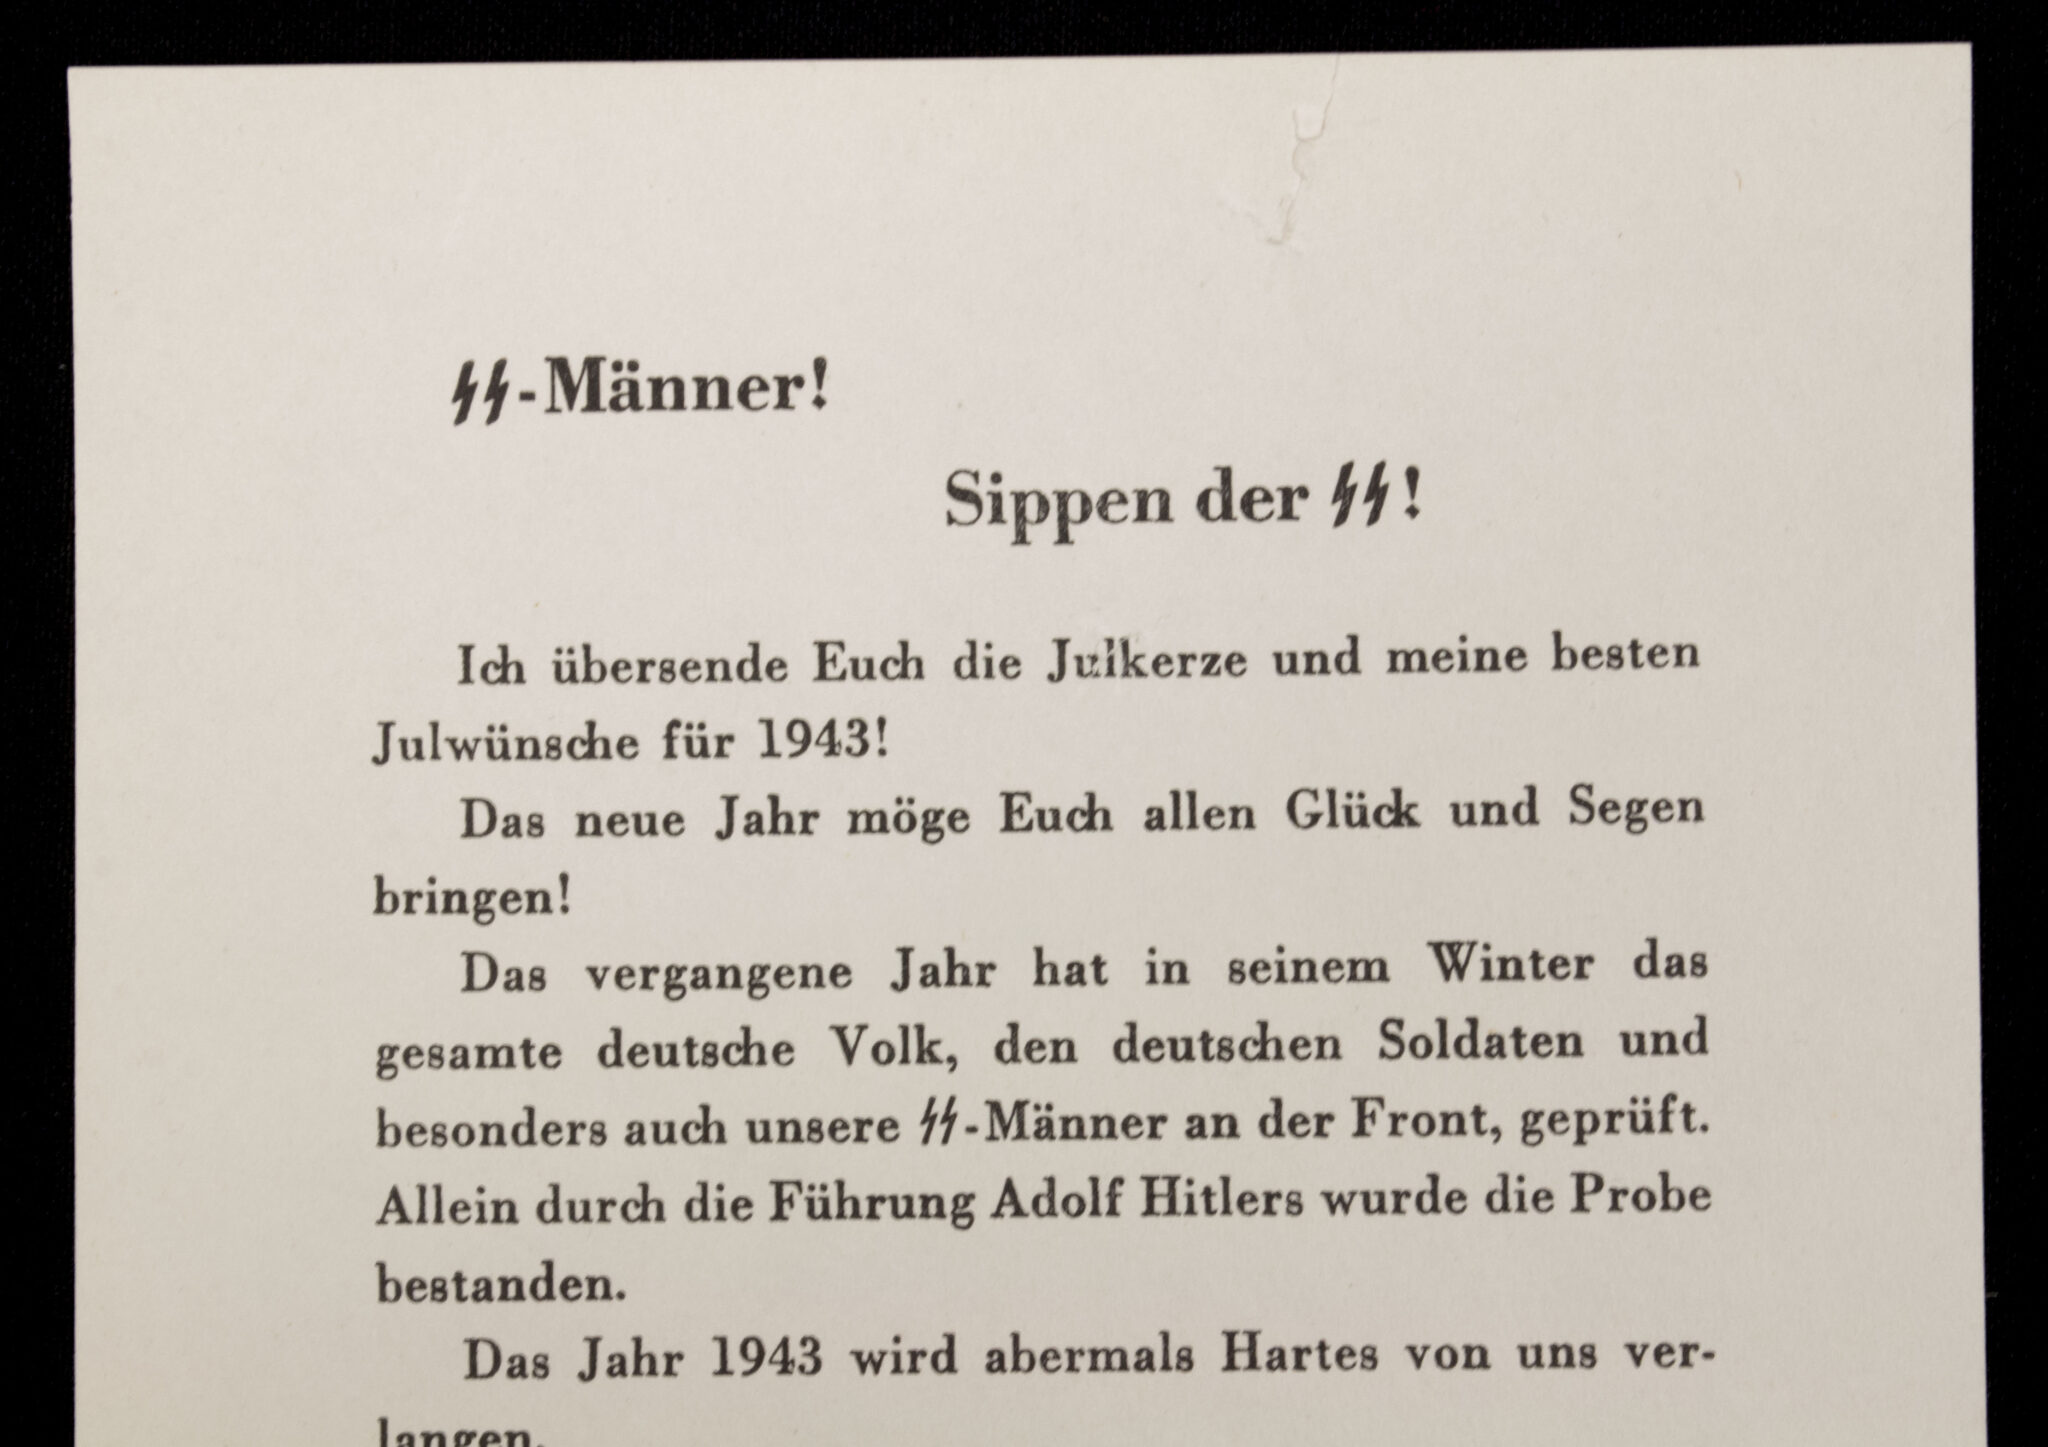 ᛋᛋ-Männer!
Sippen der ᛋᛋ!
Ich übersende Euch die Julkerze und meine besten
Julwünsche für 1943!
Das neue Jahr möge Euch allen Glück und Segen
bringen!
Das vergangene Jahr hat in seinem Winter das
gesamte deutsche Volk, den deutschen Soldaten und
besonders auch unsere ᛋᛋ-Männer an der Front, geprüft.
Allein durch die Führung Adolf Hitlers wurde die Probe
bestanden.
Das Jahr 1943 wird abermals Hartes von uns ver-
langen.